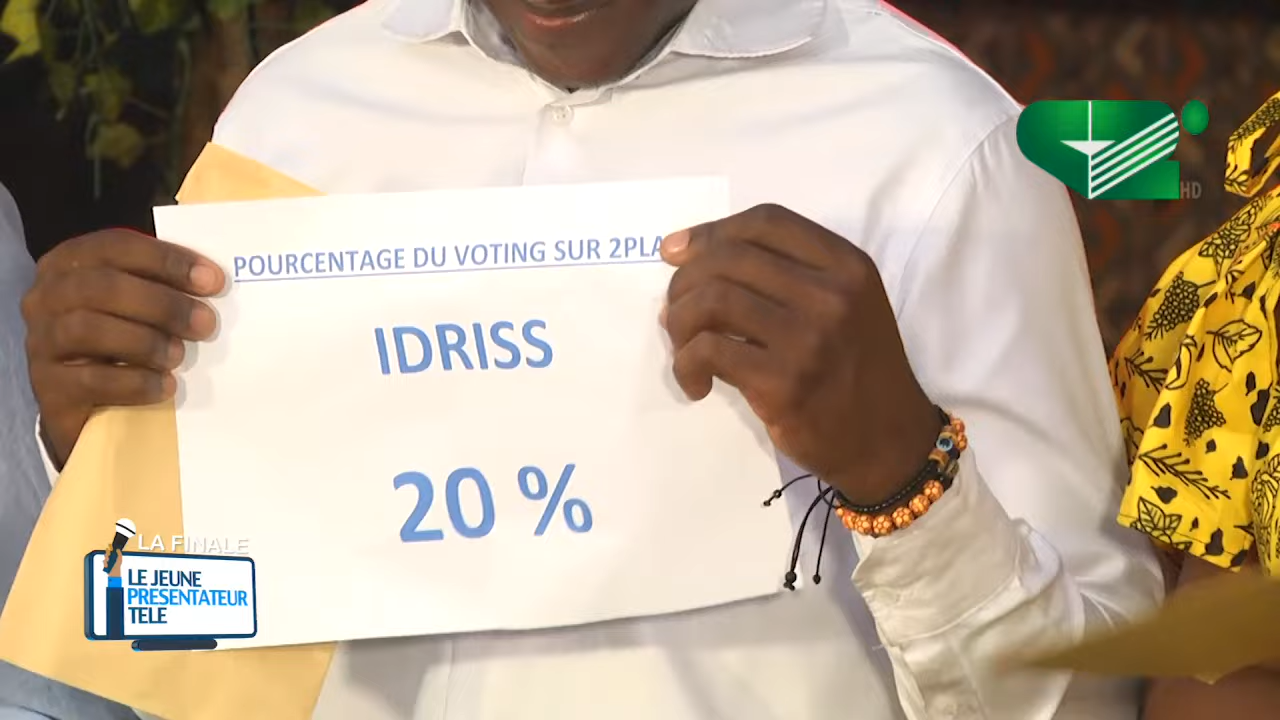 POURCENTAGE DU VOTING SUR 2PLA
IDRISS
20 %
HD
LA FINALE
LE JEUNE
PRESENTATEUR
TELE